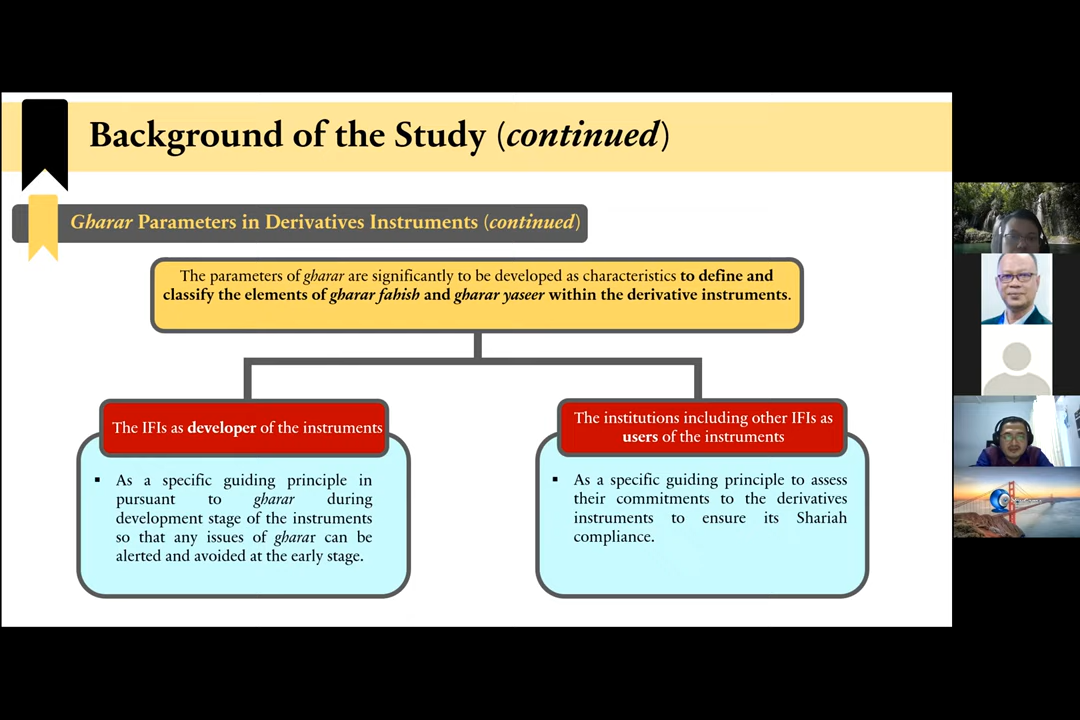 Background of the Study (continued)
Gharar Parameters in Derivatives Instruments (continued)
The parameters of gharar are significantly to be developed as characteristics to define and
classify the elements of gharar fahish and gharar yaseer within the derivative instruments.
The IFIs as developer of the instruments
▪ As a specific guiding principle in
pursuant to gharar during
development stage of the instruments
so that any issues of gharar can be
alerted and avoided at the early stage.
The institutions including other IFIs as
users of the instruments
▪ As a specific guiding principle to assess
their commitments to the derivatives
instruments to ensure its Shariah
compliance.